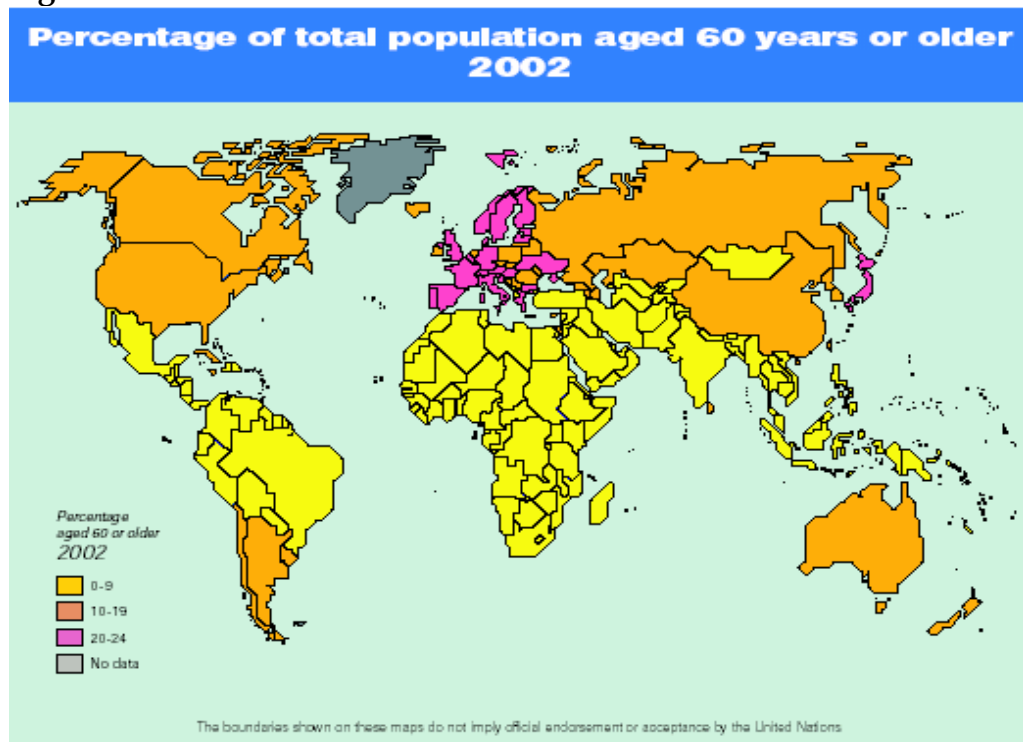 Percentage of total population aged 60 years or older
2002
Percentage
aged 60 or older
2002
0-9
10-19
20-24
No data
The boundaries shown on these maps do not imply official endorsement or acceptance by the United Nations